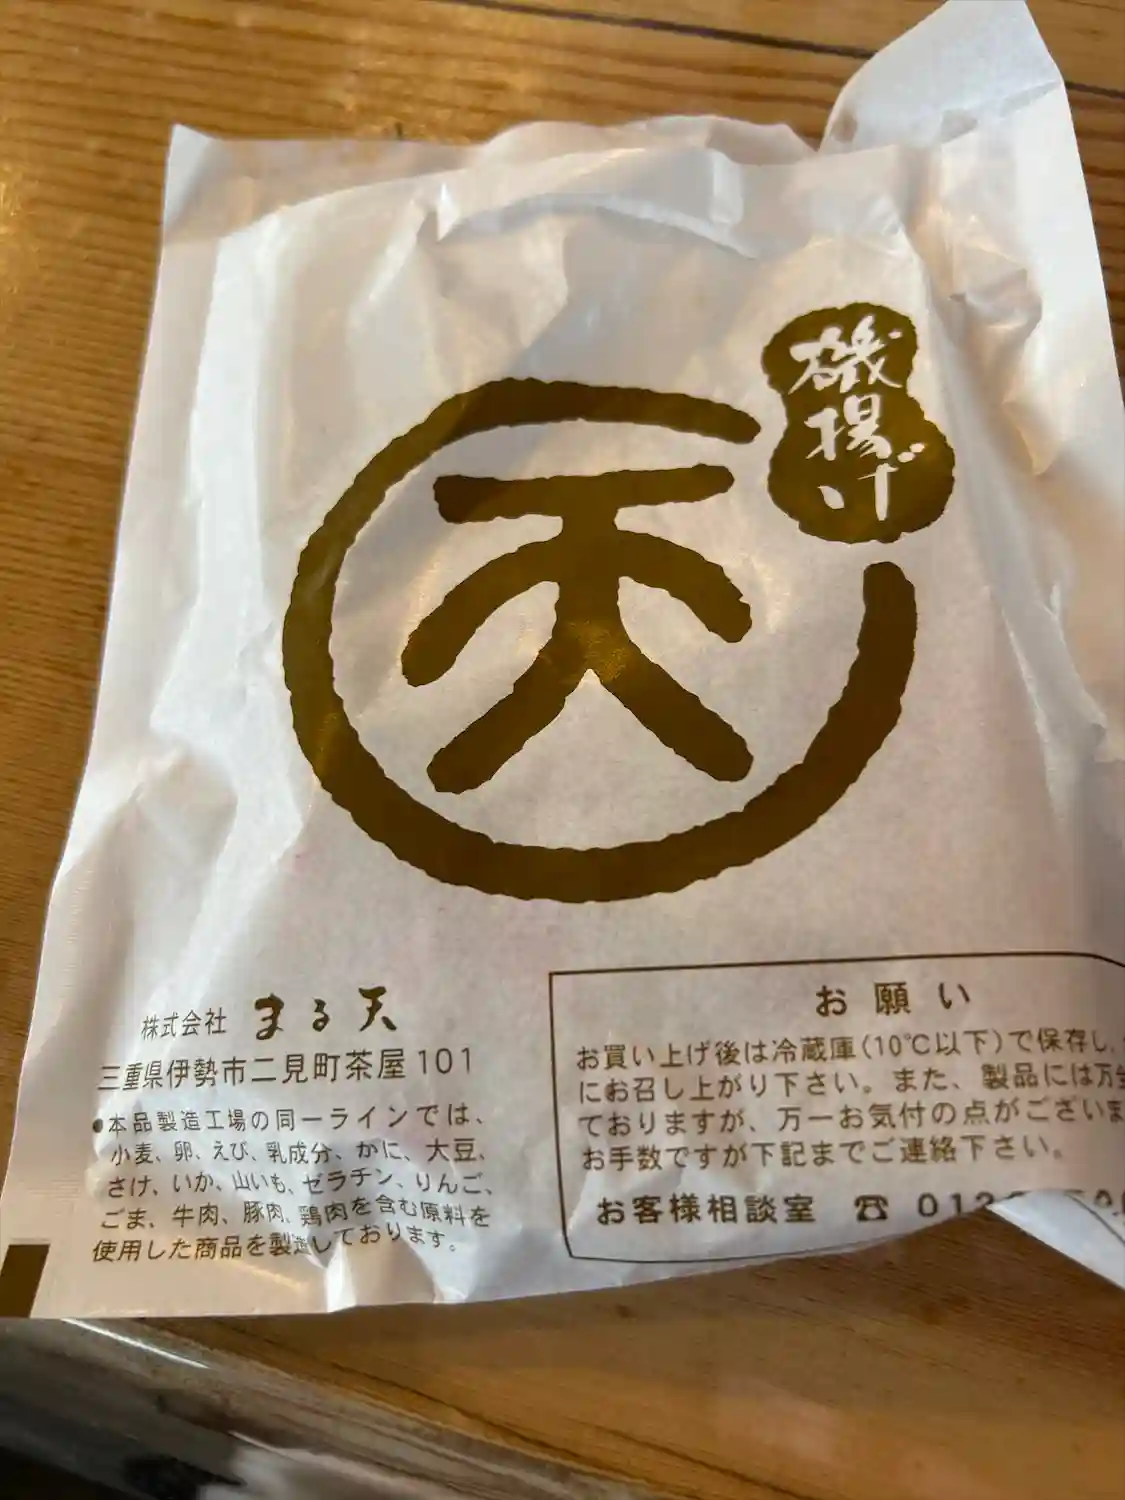 磯揚げ
天
株式会社 まる天
三重県伊勢市二見町茶屋101
●本品製造工場の同一ラインでは、
小麦、卵、えび、乳成分、かに、大豆、
さけ、いか、山いも、ゼラチン、りんご、
ごま、牛肉、豚肉、鶏肉を含む原料を
使用した商品を製造しております。
お願い
お買い上げ後は冷蔵庫(10℃以下)で保存し、
にお召し上がり下さい。また、製品には万全
ておりますが、万一お気付の点がございま
お手数ですが下記までご連絡下さい。
お客様相談室 ☎ 012